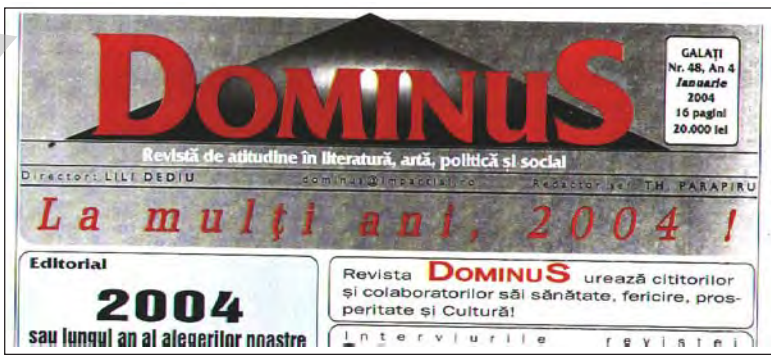 DOMINUS
GALAȚI
Nr. 48, An 4
Ianuarie
2004
16 pagini
20.000 lei
Revistă de atitudine în literatură, artă, politică și social
Director: LILI DEDIU dominus@impartial.ro Redactor șef: TH. PARAPIRU
La mulţi ani, 2004 !
Editorial
2004
sau lungul an al alegerilor noastre
Revista DOMINUS urează cititorilor
și colaboratorilor săi sănătate, fericire, pros-
peritate și Cultură!
Interviurile revistei